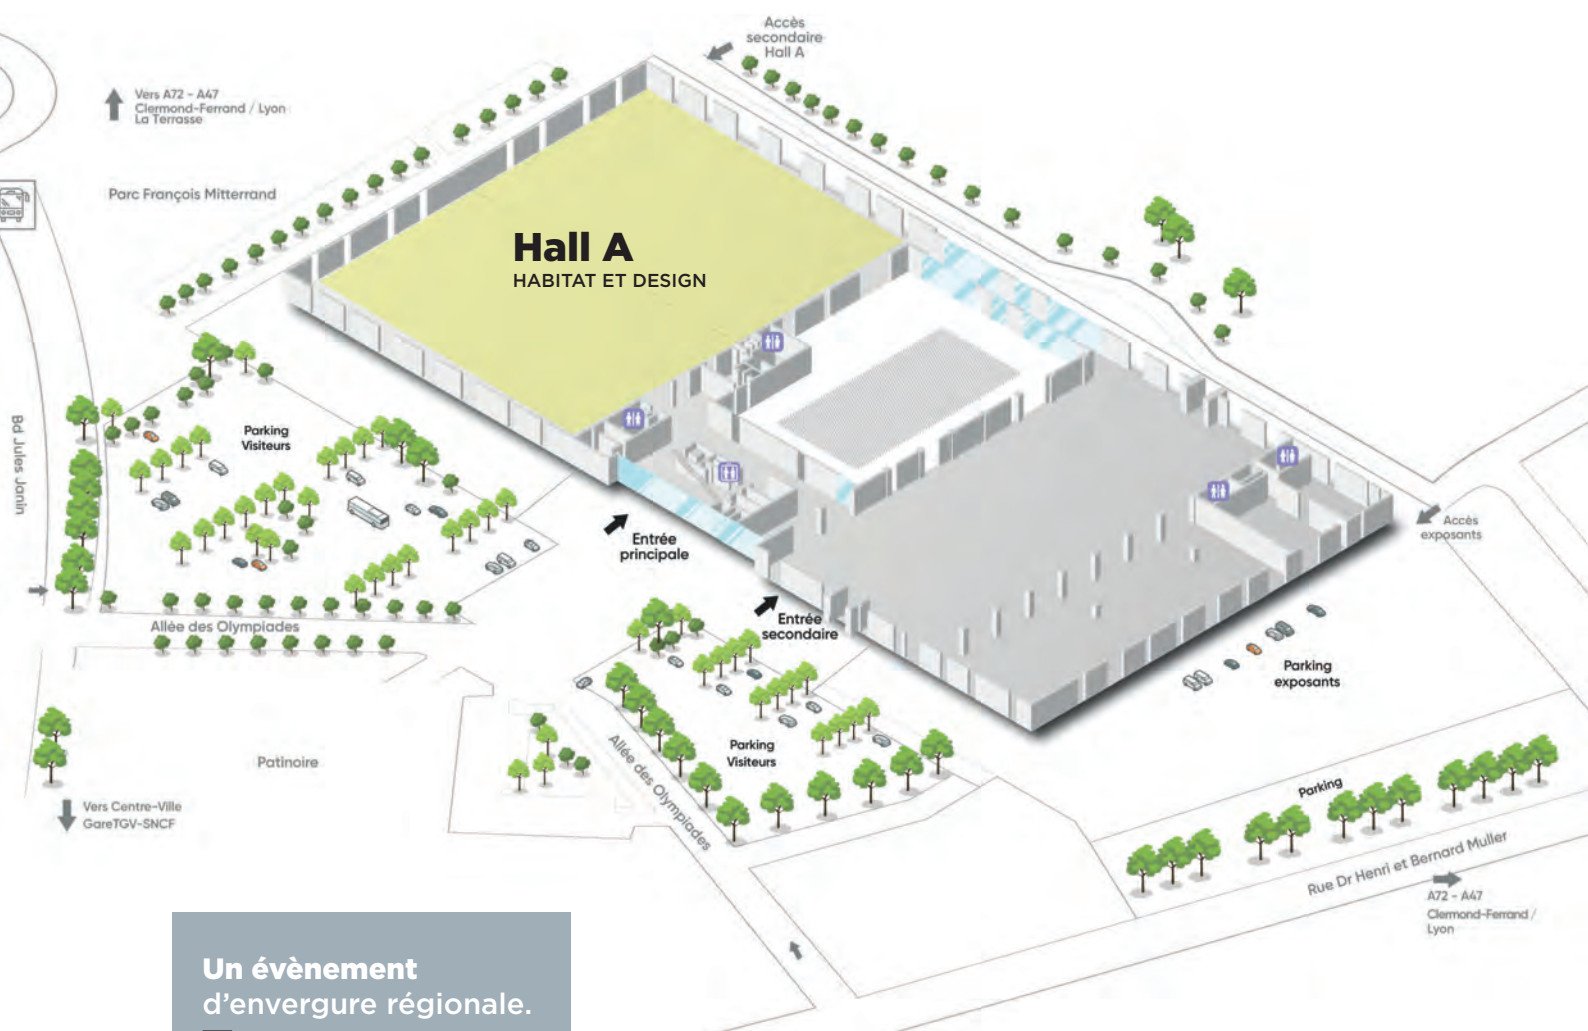 Accès
secondaire
Hall A
Vers A72 - A47
Clermond-Ferrand / Lyon
La Terrasse
Parc François Mitterrand
Hall A
HABITAT ET DESIGN
Bd Jules Janin
Parking
Visiteurs
Entrée
principale
Accès
exposants
Entrée
secondaire
Allée des Olympiades
Parking
exposants
Patinoire
Allée des Olympiades
Parking
Visiteurs
Vers Centre-Ville
GareTGV-SNCF
Parking
Rue Dr Henri et Bernard Muller
A72 - A47
Clermond-Ferrand /
Lyon
Un évènement
d'envergure régionale.